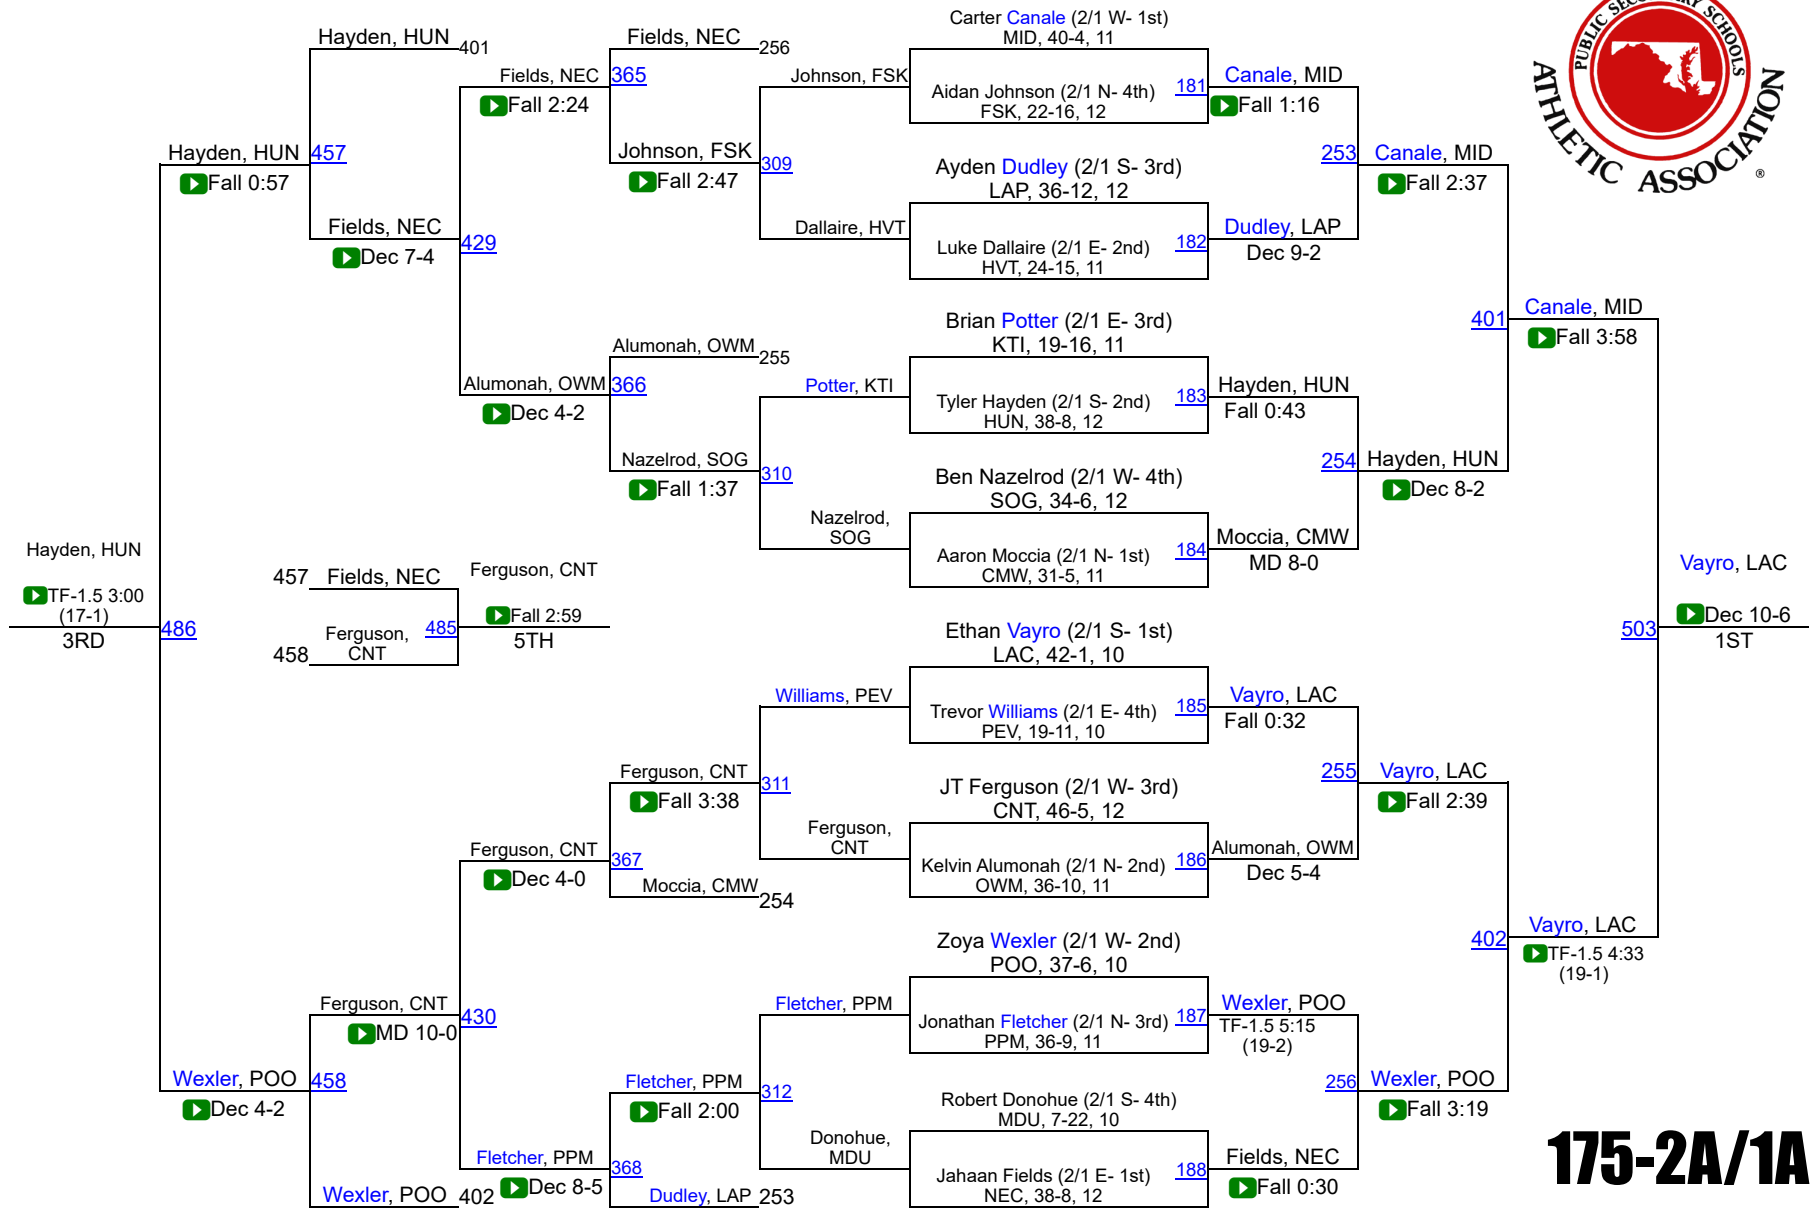 Hayden, HUN
401
Fields, NEC
365
Fall 2:24
Fields, NEC
256
Johnson, FSK
Carter Canale (2/1 W- 1st)
MID, 40-4, 11
Aidan Johnson (2/1 N- 4th)
FSK, 22-16, 12
181
Canale, MID
Fall 1:16
PUBLIC SECONDARY SCHOOLS
ATHLETIC ASSOCIATION
®
Hayden, HUN
457
Fall 0:57
Johnson, FSK
309
Fall 2:47
Ayden Dudley (2/1 S- 3rd)
LAP, 36-12, 12
253
Canale, MID
Fall 2:37
Fields, NEC
429
Dec 7-4
Dallaire, HVT
Luke Dallaire (2/1 E- 2nd)
HVT, 24-15, 11
182
Dudley, LAP
Dec 9-2
Alumonah, OWM
255
Brian Potter (2/1 E- 3rd)
KTI, 19-16, 11
401
Canale, MID
Fall 3:58
Alumonah, OWM
366
Dec 4-2
Potter, KTI
Tyler Hayden (2/1 S- 2nd)
HUN, 38-8, 12
183
Hayden, HUN
Fall 0:43
Nazelrod, SOG
310
Fall 1:37
Ben Nazelrod (2/1 W- 4th)
SOG, 34-6, 12
254
Hayden, HUN
Dec 8-2
Nazelrod,
SOG
Aaron Moccia (2/1 N- 1st)
CMW, 31-5, 11
184
Moccia, CMW
MD 8-0
Hayden, HUN
TF-1.5 3:00
(17-1)
3RD
486
457
Fields, NEC
Ferguson, CNT
485
Fall 2:59
5TH
458
Ferguson,
CNT
Vayro, LAC
503
Dec 10-6
1ST
Ethan Vayro (2/1 S- 1st)
LAC, 42-1, 10
Williams, PEV
Trevor Williams (2/1 E- 4th)
PEV, 19-11, 10
185
Vayro, LAC
Fall 0:32
Ferguson, CNT
311
Fall 3:38
JT Ferguson (2/1 W- 3rd)
CNT, 46-5, 12
255
Vayro, LAC
Fall 2:39
Ferguson,
CNT
Ferguson, CNT
367
Dec 4-0
Kelvin Alumonah (2/1 N- 2nd)
OWM, 36-10, 11
186
Alumonah, OWM
Dec 5-4
Moccia, CMW
254
Zoya Wexler (2/1 W- 2nd)
POO, 37-6, 10
402
Vayro, LAC
TF-1.5 4:33
(19-1)
Ferguson, CNT
430
MD 10-0
Fletcher, PPM
Jonathan Fletcher (2/1 N- 3rd)
PPM, 36-9, 11
187
Wexler, POO
TF-1.5 5:15
(19-2)
Wexler, POO
458
Dec 4-2
Fletcher, PPM
312
Fall 2:00
Robert Donohue (2/1 S- 4th)
MDU, 7-22, 10
256
Wexler, POO
Fall 3:19
Donohue,
MDU
Fletcher, PPM
368
Dec 8-5
Jahaan Fields (2/1 E- 1st)
NEC, 38-8, 12
188
Fields, NEC
Fall 0:30
Wexler, POO
402
Dudley, LAP
253
175-2A/1A